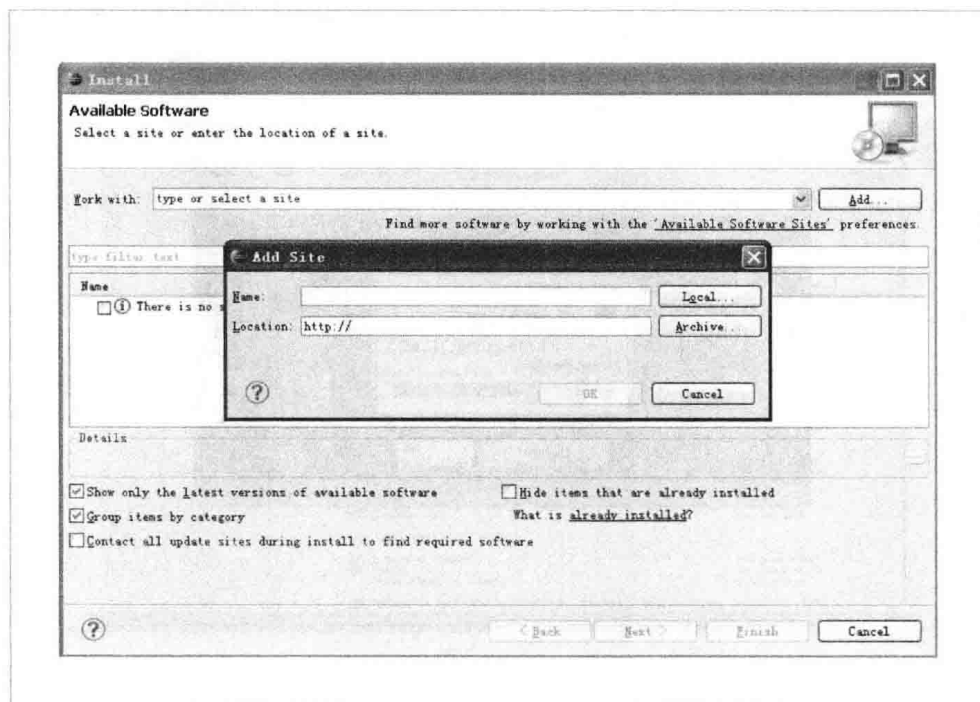 Install
Available Software
Select a site or enter the location of a site.
Work with: type or select a site Add...
Find more software by working with the 'Available Software Sites' preferences.
type filter text
Add Site
Name
There is no
Name: Local...
Location: http:// Archive...
OK Cancel
Details
Show only the latest versions of available software Hide items that are already installed
Group items by category What is already installed?
Contact all update sites during install to find required software
< Back Next > Finish Cancel